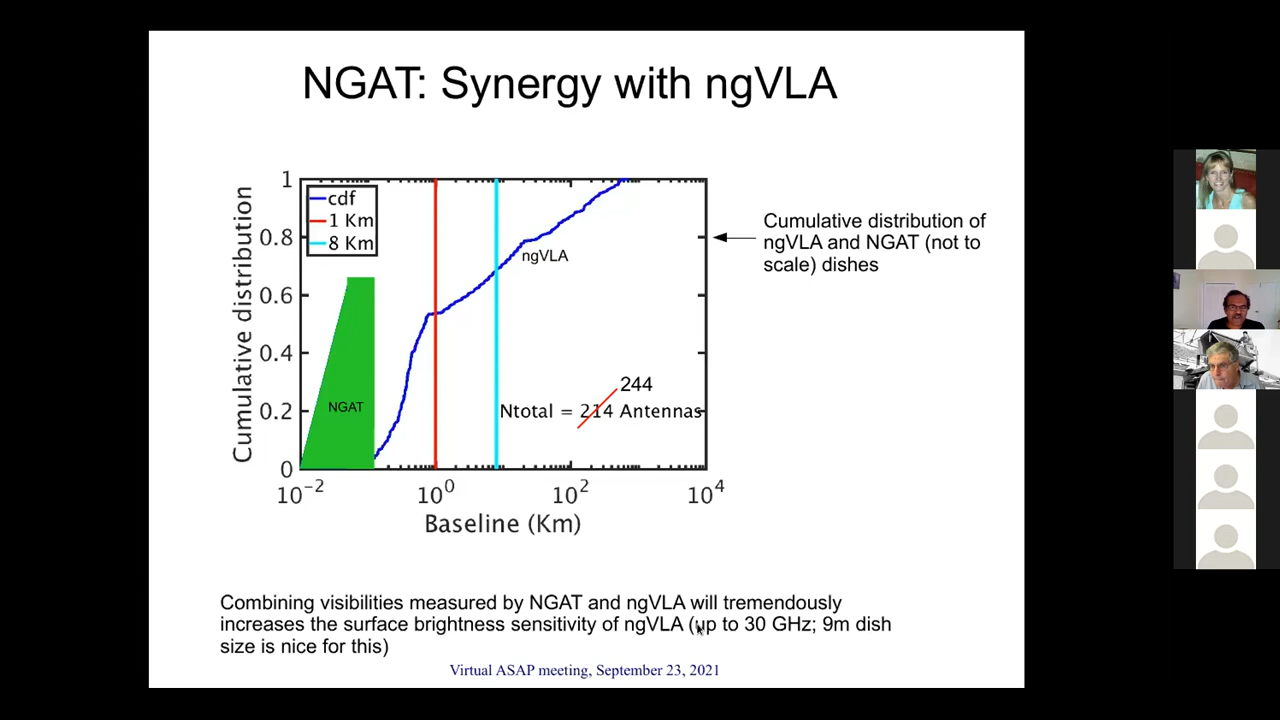 NGAT: Synergy with ngVLA
1
0.8
0.6
0.4
0.2
0
Cumulative distribution
cdf
1 Km
8 Km
ngVLA
NGAT
244
Ntotal = 214 Antennas
10^-2
10^0
10^2
10^4
Baseline (Km)
Cumulative distribution of
ngVLA and NGAT (not to
scale) dishes
Combining visibilities measured by NGAT and ngVLA will tremendously
increases the surface brightness sensitivity of ngVLA (up to 30 GHz; 9m dish
size is nice for this)
Virtual ASAP meeting, September 23, 2021